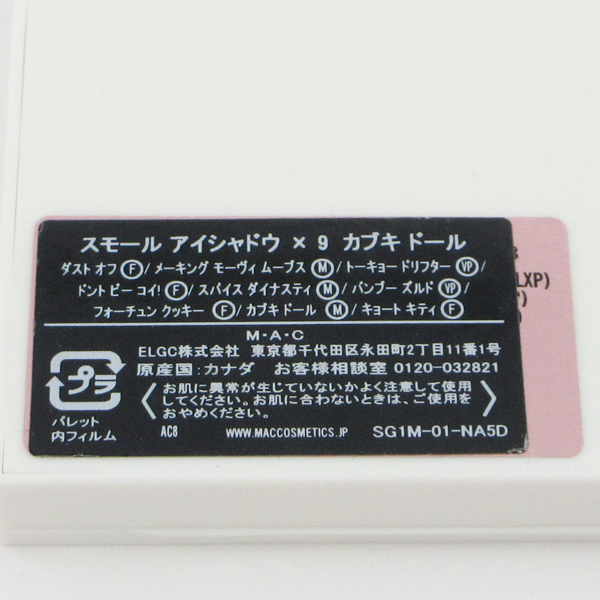 スモール アイシャドウ × 9 カブキ ドール
ダスト オフ Ⓕ/メーキング モーヴィ ムーブス Ⓜ/トーキョー ドリフター (VP)/
ドント ビー コイ! Ⓕ/スパイス ダイナスティ Ⓜ/バンブー ズルド (VP)/
フォーチュン クッキー Ⓕ/カブキ ドール Ⓜ/キョート キティ Ⓕ
M・A・C
ELGC株式会社 東京都千代田区永田町2丁目11番1号
原産国:カナダ お客様相談室 0120-032821
〈お肌に異常が生じていないかよく注意して使用
してください。お肌に合わないときは、ご使用を
おやめください。〉
プラ
パレット
内フィルム
AC8 WWW.MACCOSMETICS.JP SG1M-01-NA5D
LXP)